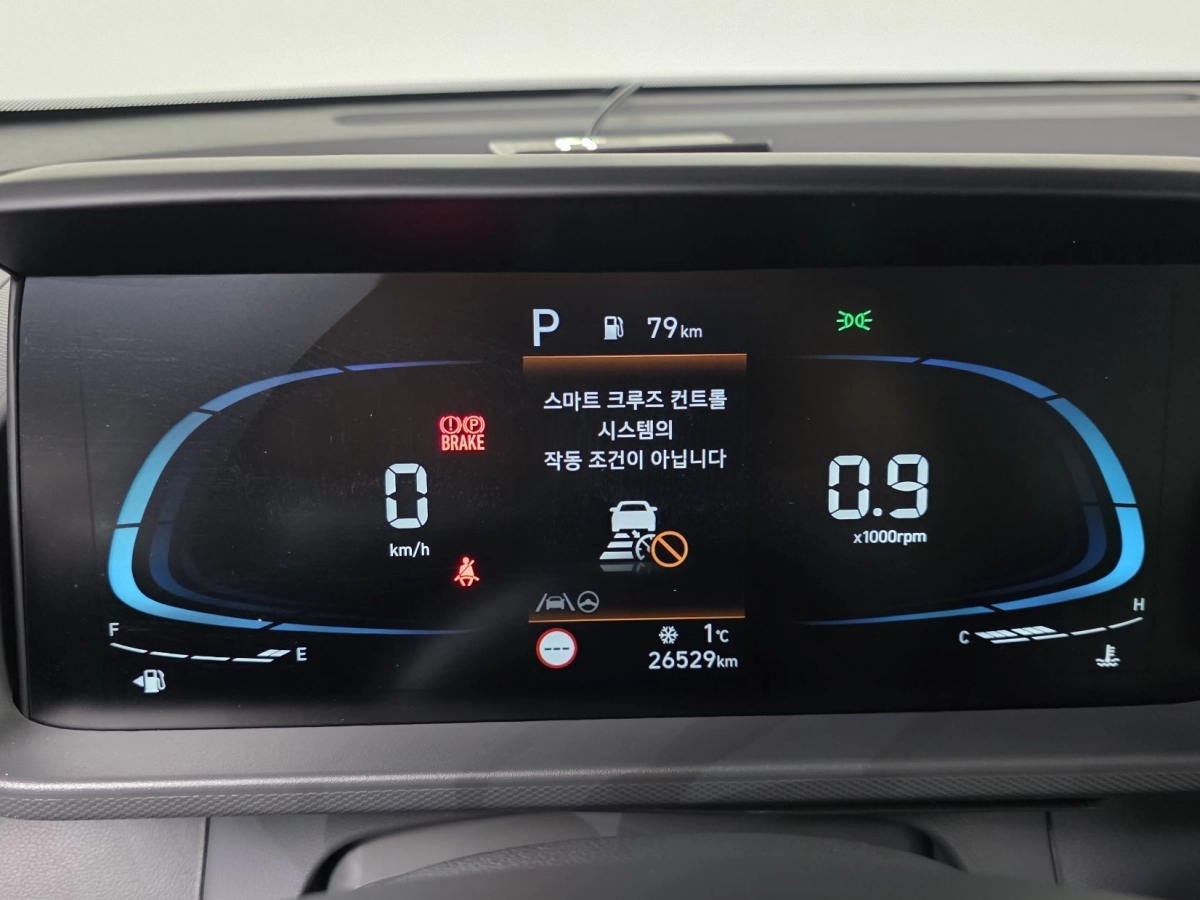 P 79km
스마트 크루즈 컨트롤
시스템의
작동 조건이 아닙니다
BRAKE
0
km/h
0.9
x1000rpm
F
E
---
1℃
26529km
C
H